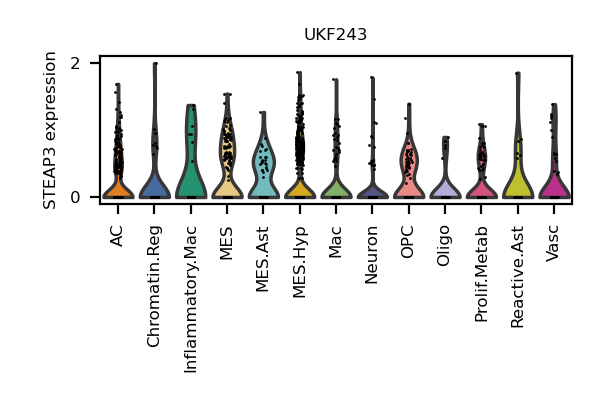 UKF243
STEAP3 expression
2
0
AC
Chromatin.Reg
Inflammatory.Mac
MES
MES.Ast
MES.Hyp
Mac
Neuron
OPC
Oligo
Prolif.Metab
Reactive.Ast
Vasc